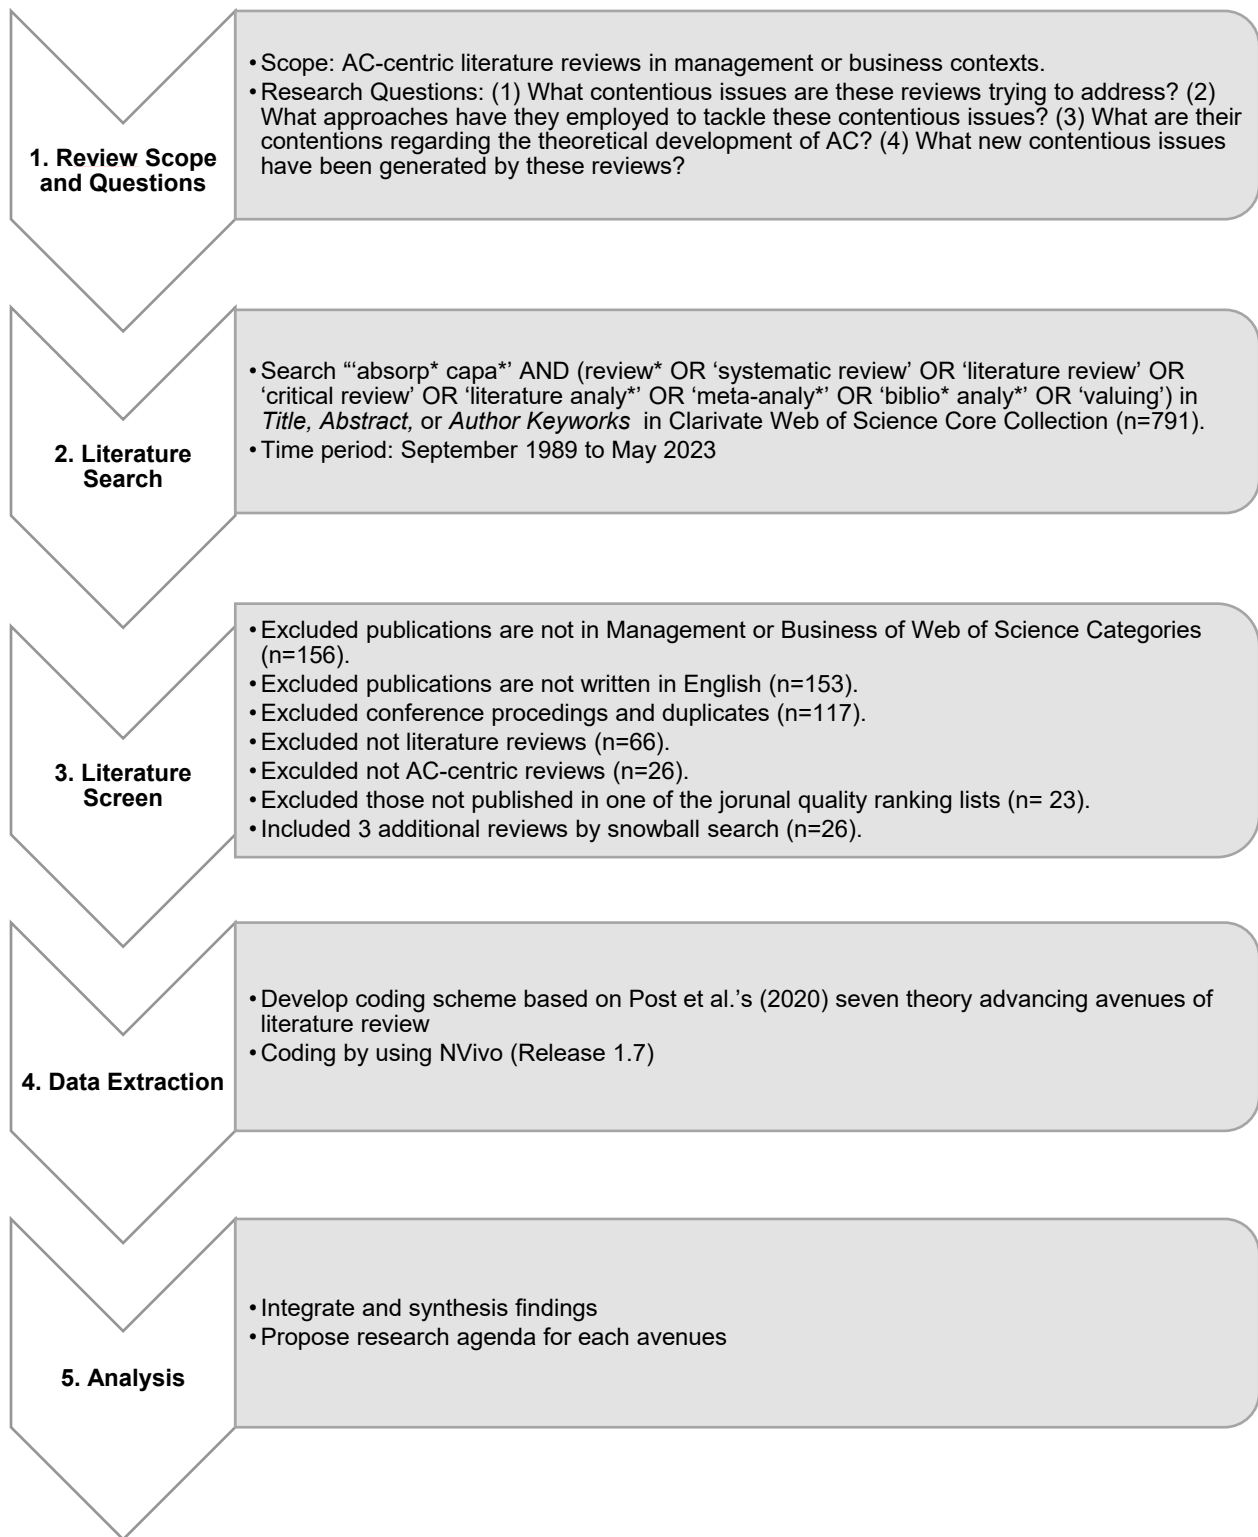 1. Review Scope
and Questions
•Scope: AC-centric literature reviews in management or business contexts.
•Research Questions: (1) What contentious issues are these reviews trying to address? (2)
What approaches have they employed to tackle these contentious issues? (3) What are their
contentions regarding the theoretical development of AC? (4) What new contentious issues
have been generated by these reviews?
2. Literature
Search
•Search “‘absorp* capa*’ AND (review* OR ‘systematic review’ OR ‘literature review’ OR
‘critical review’ OR ‘literature analy*’ OR ‘meta-analy*’ OR ‘biblio* analy*’ OR ‘valuing’) in
Title, Abstract, or Author Keyworks in Clarivate Web of Science Core Collection (n=791).
•Time period: September 1989 to May 2023
3. Literature
Screen
•Excluded publications are not in Management or Business of Web of Science Categories
(n=156).
•Excluded publications are not written in English (n=153).
•Excluded conference procedings and duplicates (n=117).
•Excluded not literature reviews (n=66).
•Exculded not AC-centric reviews (n=26).
•Excluded those not published in one of the jorunal quality ranking lists (n= 23).
•Included 3 additional reviews by snowball search (n=26).
4. Data Extraction
•Develop coding scheme based on Post et al.’s (2020) seven theory advancing avenues of
literature review
•Coding by using NVivo (Release 1.7)
5. Analysis
•Integrate and synthesis findings
•Propose research agenda for each avenues